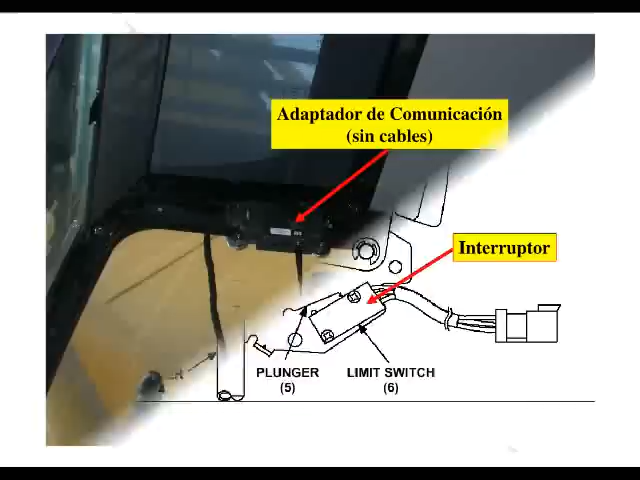 Adaptador de Comunicación
(sin cables)
Interruptor
PLUNGER
(5)
LIMIT SWITCH
(6)